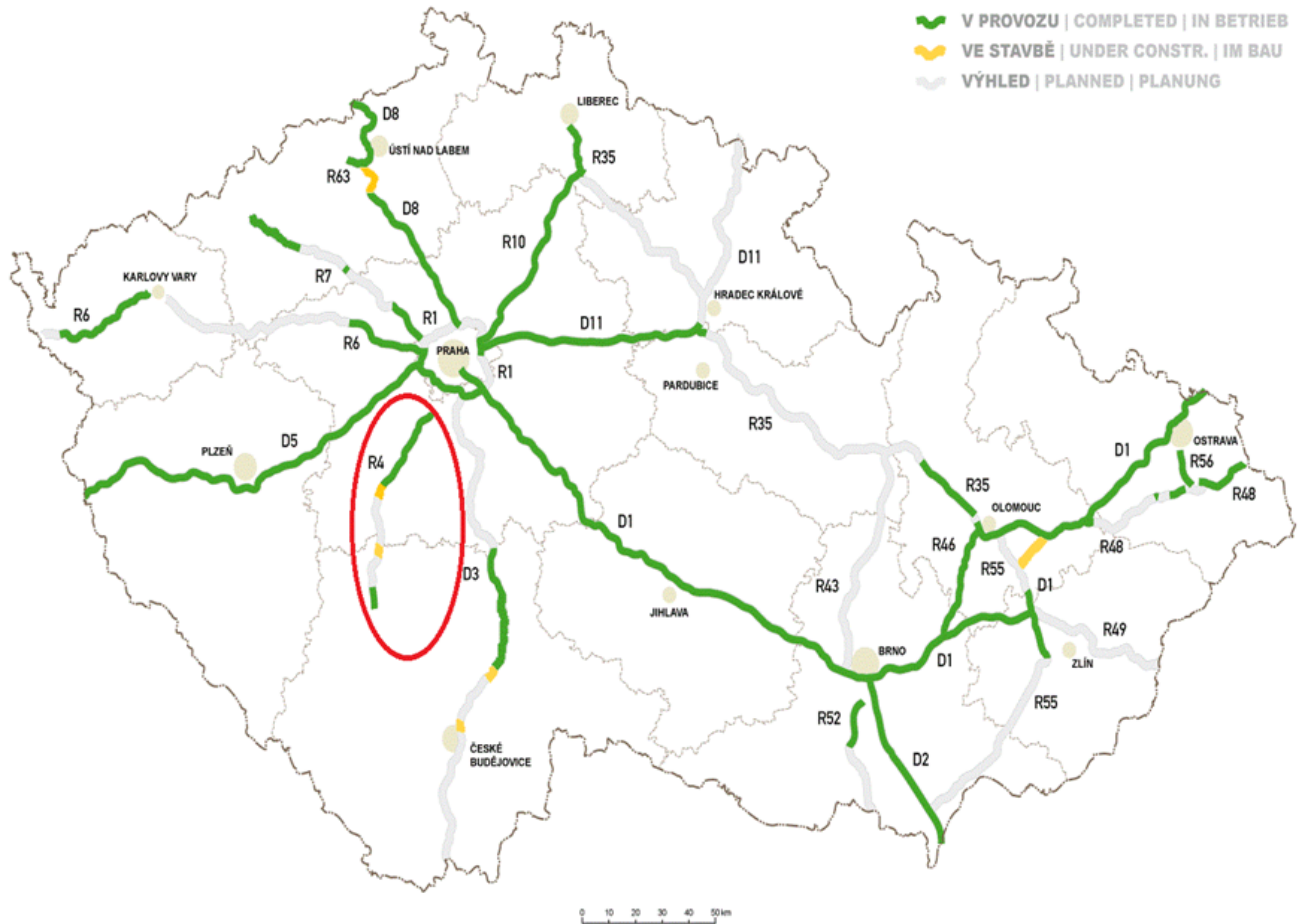 V PROVOZU | COMPLETED | IN BETRIEB
VE STAVBĚ | UNDER CONSTR. | IM BAU
VÝHLED | PLANNED | PLANUNG
D8
LIBEREC
ÚSTÍ NAD LABEM
R63
R35
D8
R10
D11
KARLOVY VARY
R7
HRADEC KRÁLOVÉ
R6
R1
D11
R6
PRAHA
R1
PARDUBICE
R35
D5
PLZEŇ
R4
D1
OSTRAVA
R56
R48
R35
OLOMOUC
D1
R46
R48
R55
D3
R43
D1
JIHLAVA
R49
BRNO
D1
ZLÍN
R55
R52
ČESKÉ
BUDĚJOVICE
D2
0 10 20 30 40 50 km